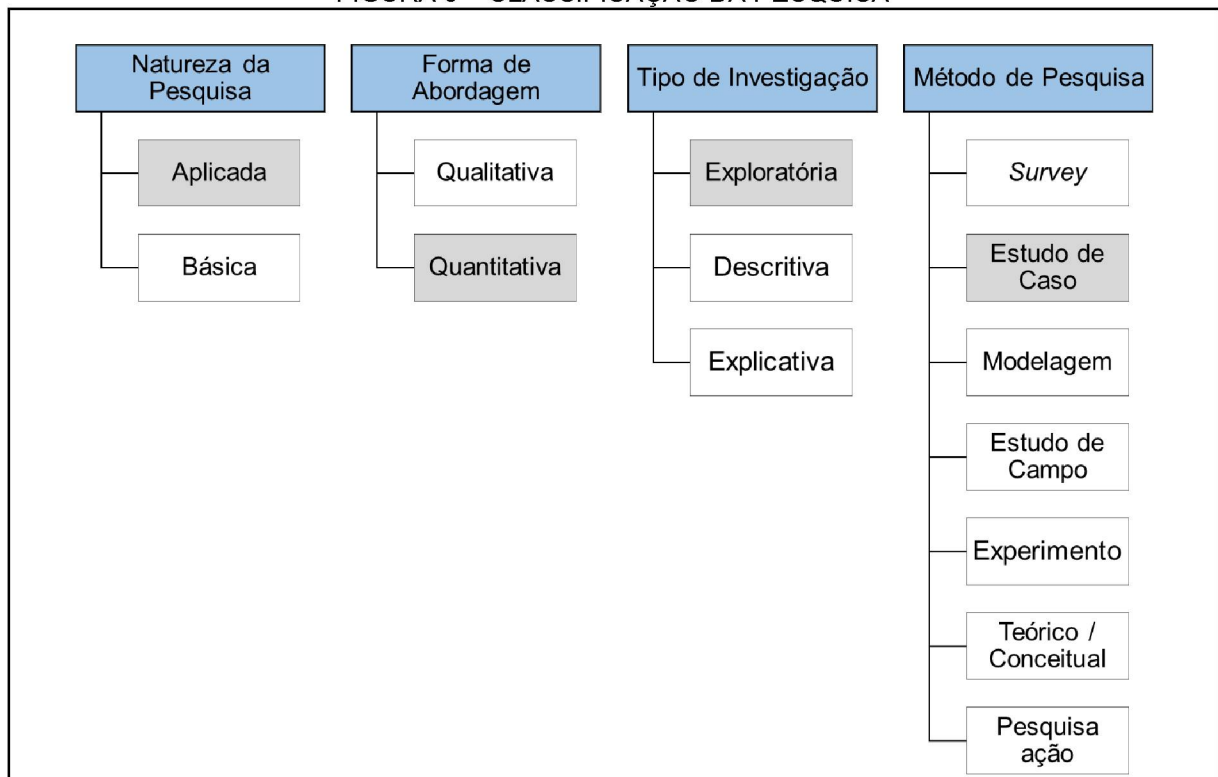 Natureza da
Pesquisa
Aplicada
Básica
Forma de
Abordagem
Qualitativa
Quantitativa
Tipo de Investigação
Exploratória
Descritiva
Explicativa
Método de Pesquisa
Survey
Estudo de
Caso
Modelagem
Estudo de
Campo
Experimento
Teórico /
Conceitual
Pesquisa
ação